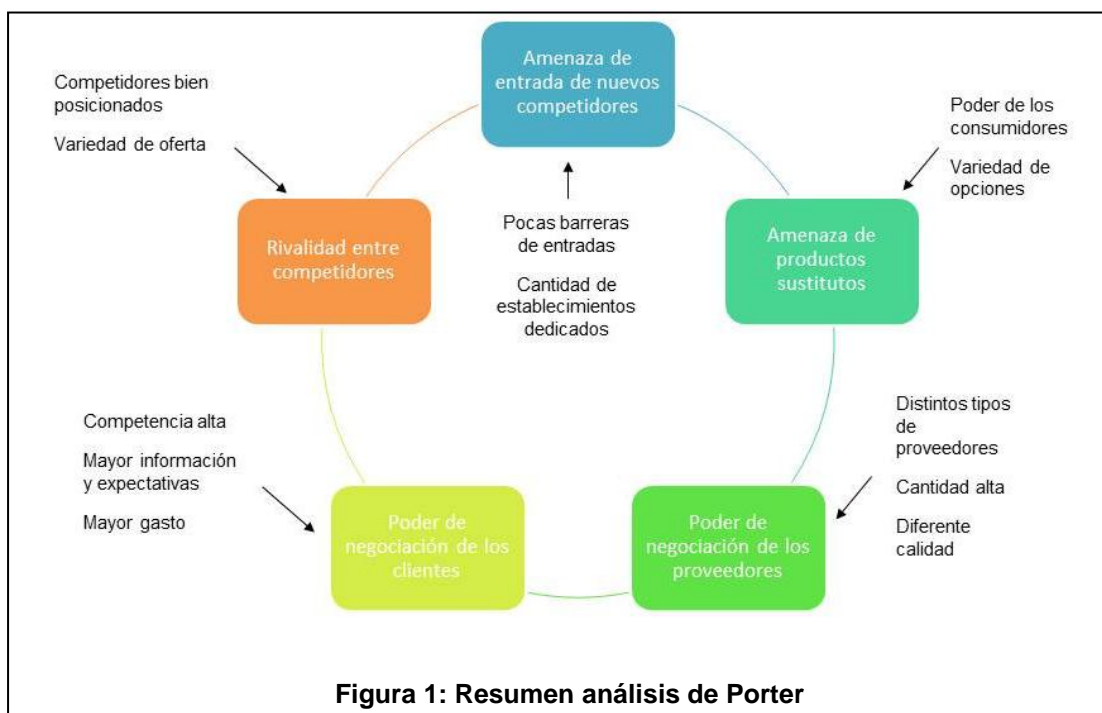 Amenaza de
entrada de nuevos
competidores
Competidores bien
posicionados
Variedad de oferta
Poder de los
consumidores
Variedad de
opciones
Rivalidad entre
competidores
Pocas barreras
de entradas
Cantidad de
establecimientos
dedicados
Amenaza de
productos
sustitutos
Competencia alta
Mayor información
y expectativas
Mayor gasto
Distintos tipos
de
proveedores
Cantidad alta
Diferente
calidad
Poder de
negociación de los
clientes
Poder de
negociación de los
proveedores
Figura 1: Resumen análisis de Porter